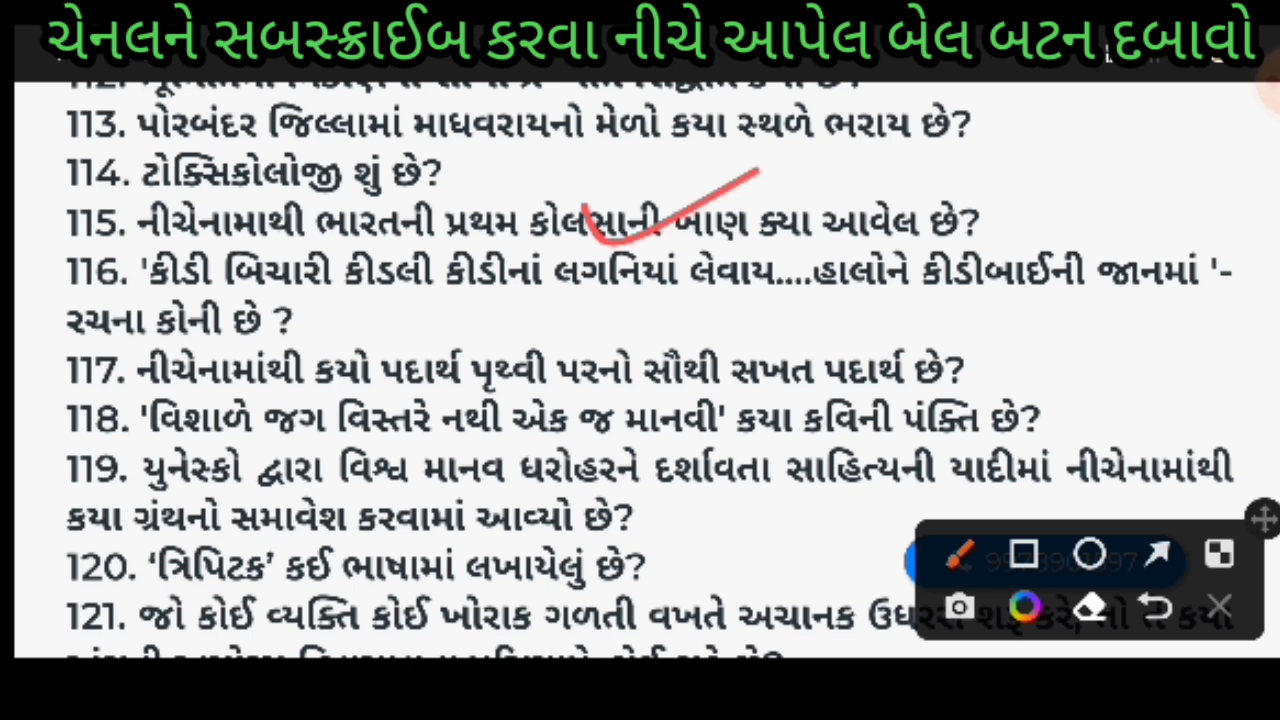 ચેનલને સબસ્ક્રાઈબ કરવા નીચે આપેલ બેલ બટન દબાવો
113. પોરબંદર જિલ્લામાં માધવરાયનો મેળો કયા સ્થળે ભરાય છે?
114. ટોક્સિકોલોજી શું છે?
115. નીચેનામાથી ભારતની પ્રથમ કોલસાની ખાણ ક્યા આવેલ છે?
116. 'કીડી બિચારી કીડલી કીડીનાં લગનિયાં લેવાય....હાલોને કીડીબાઈની જાનમાં '-
રચના કોની છે ?
117. નીચેનામાંથી કયો પદાર્થ પૃથ્વી પરનો સૌથી સખત પદાર્થ છે?
118. 'વિશાળે જગ વિસ્તરે નથી એક જ માનવી' કયા કવિની પંક્તિ છે?
119. યુનેસ્કો દ્વારા વિશ્વ માનવ ધરોહરને દર્શાવતા સાહિત્યની યાદીમાં નીચેનામાંથી
કયા ગ્રંથનો સમાવેશ કરવામાં આવ્યો છે?
120. ‘ત્રિપિટક’ કઈ ભાષામાં લખાયેલું છે?
121. જો કોઈ વ્યક્તિ કોઈ ખોરાક ગળતી વખતે અચાનક